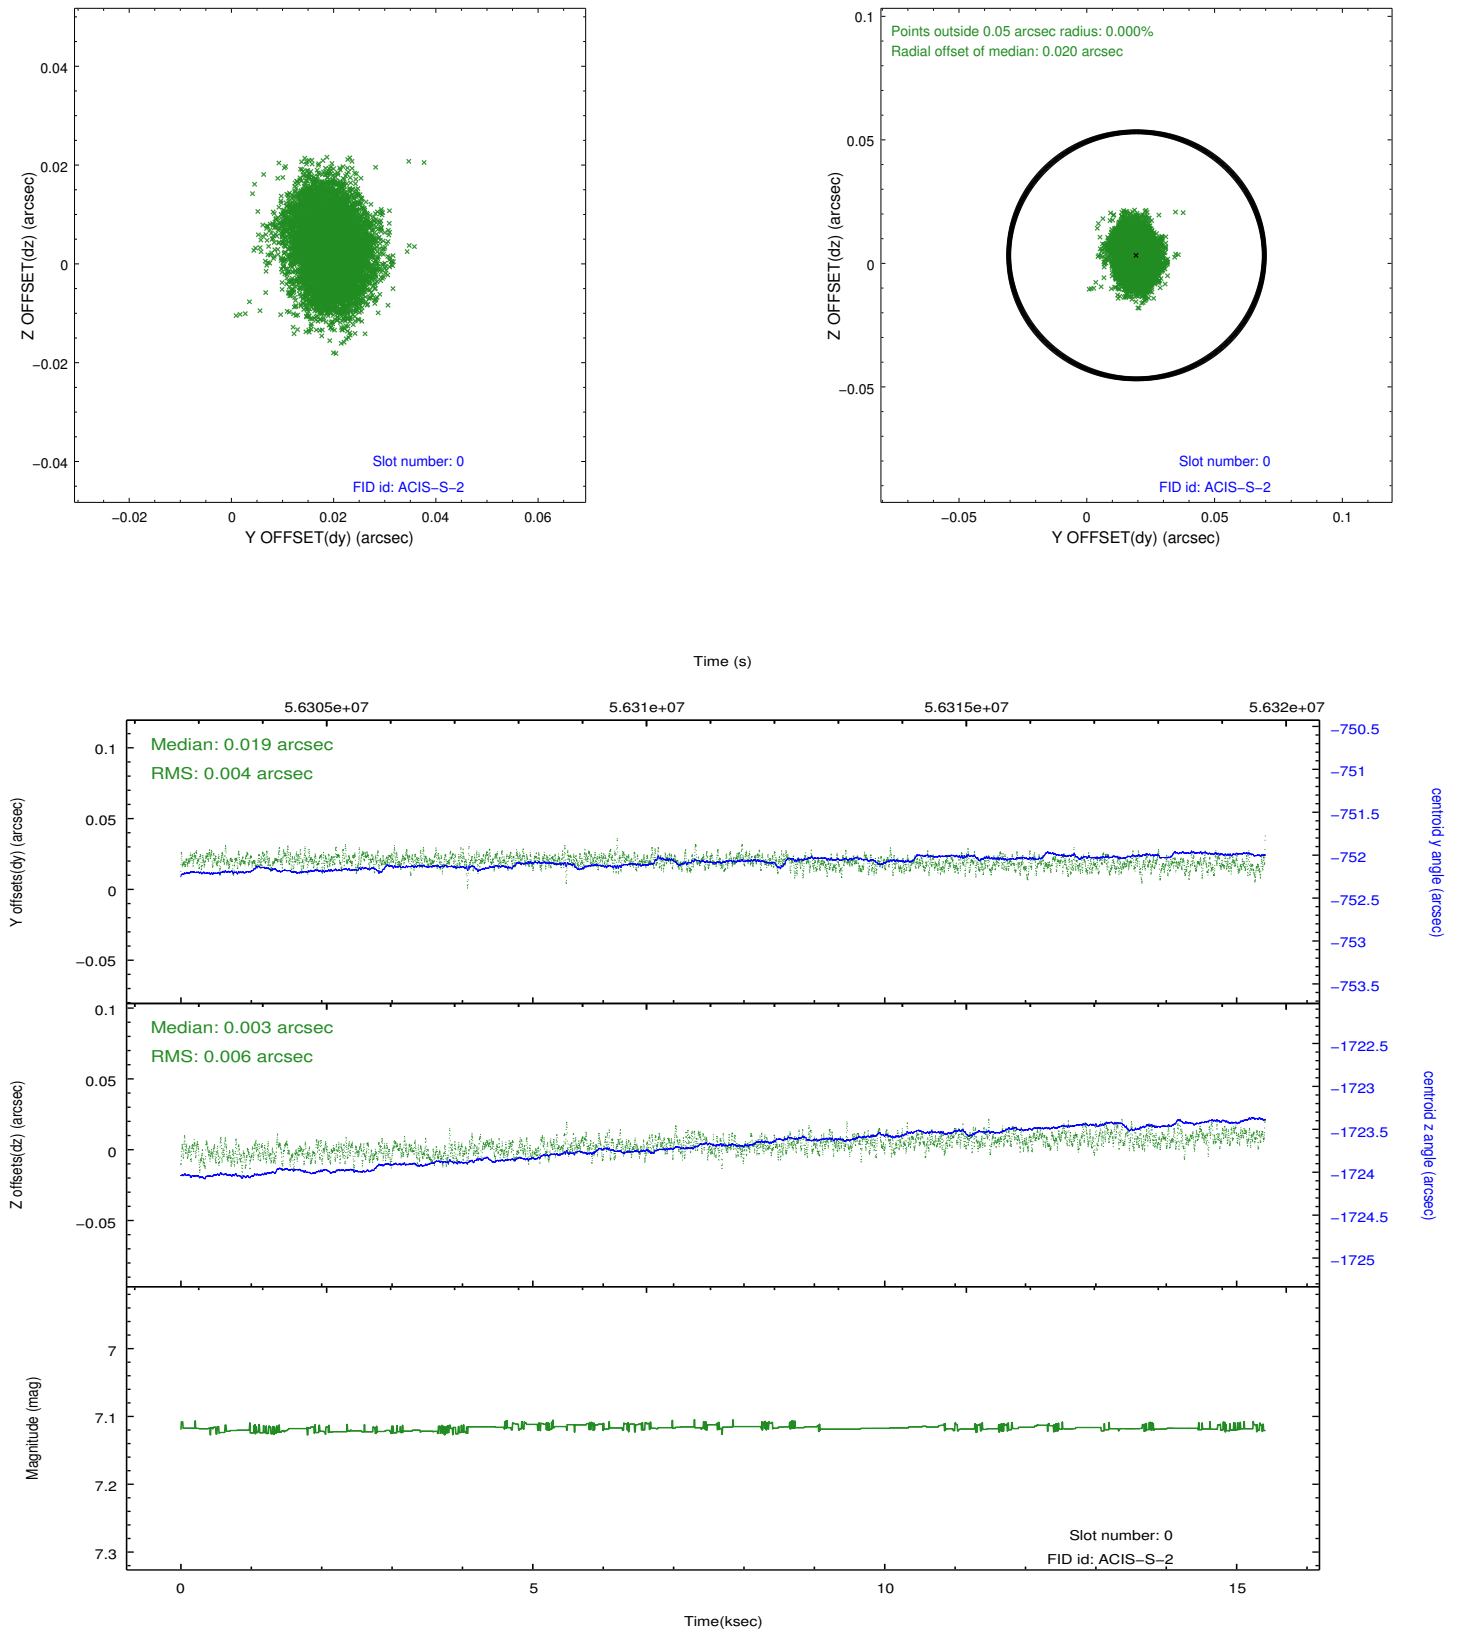 0.04
0.02
0
−0.02
−0.04
Z OFFSET(dz) (arcsec)
Slot number: 0
FID id: ACIS−S−2
−0.02 0 0.02 0.04 0.06
Y OFFSET(dy) (arcsec)
0.1
0.05
0
−0.05
Z OFFSET(dz) (arcsec)
Points outside 0.05 arcsec radius: 0.000%
Radial offset of median: 0.020 arcsec
Slot number: 0
FID id: ACIS−S−2
−0.05 0 0.05 0.1
Y OFFSET(dy) (arcsec)
Time (s)
5.6305e+07 5.631e+07 5.6315e+07 5.632e+07
Median: 0.019 arcsec
RMS: 0.004 arcsec
0.1
0.05
0
−0.05
Y offsets(dy) (arcsec)
−750.5
−751
−751.5
−752
−752.5
−753
−753.5
centroid y angle (arcsec)
Median: 0.003 arcsec
RMS: 0.006 arcsec
0.1
0.05
0
−0.05
Z offsets(dz) (arcsec)
−1722.5
−1723
−1723.5
−1724
−1724.5
−1725
centroid z angle (arcsec)
7
7.1
7.2
7.3
Magnitude (mag)
Slot number: 0
FID id: ACIS−S−2
0 5 10 15
Time(ksec)